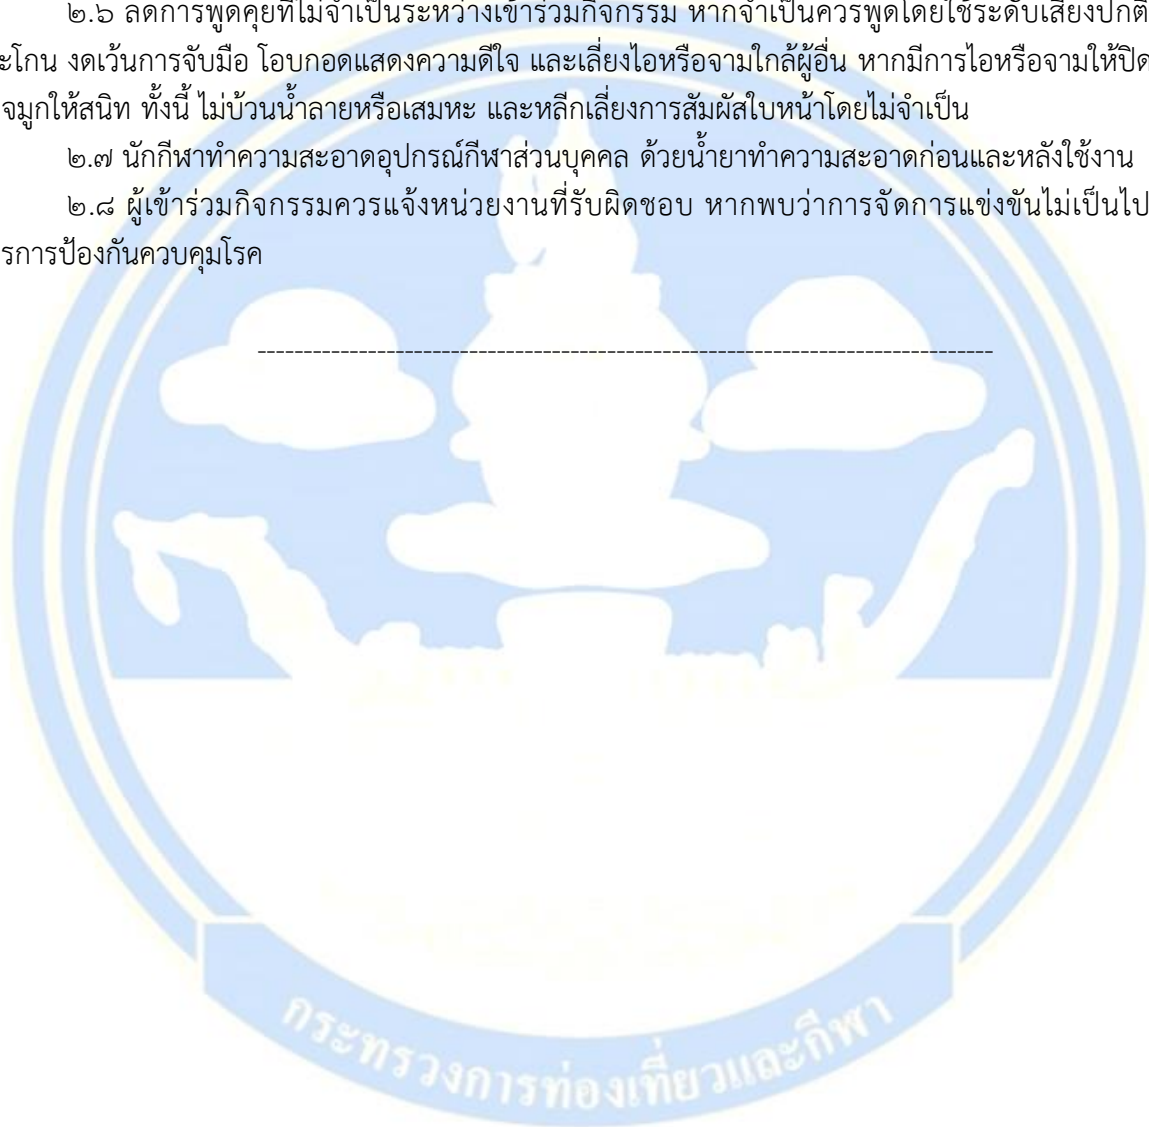 ๒.๖ ลดการพูดคุยที่ไม่จำเป็นระหว่างเข้าร่วมกิจกรรม หากจำเป็นควรพูดโดยใช้ระดับเสียงปกติ
ะโกน งดเว้นการจับมือ โอบกอดแสดงความดีใจ และเลี่ยงไอหรือจามใกล้ผู้อื่น หากมีการไอหรือจามให้ปิด
จมูกให้สนิท ทั้งนี้ ไม่บ้วนน้ำลายหรือเสมหะ และหลีกเลี่ยงการสัมผัสใบหน้าโดยไม่จำเป็น
๒.๗ นักกีฬาทำความสะอาดอุปกรณ์กีฬาส่วนบุคคล ด้วยน้ำยาทำความสะอาดก่อนและหลังใช้งาน
๒.๘ ผู้เข้าร่วมกิจกรรมควรแจ้งหน่วยงานที่รับผิดชอบ หากพบว่าการจัดการแข่งขันไม่เป็นไป
รการป้องกันควบคุมโรค
กระทรวงการท่องเที่ยวและกีฬา